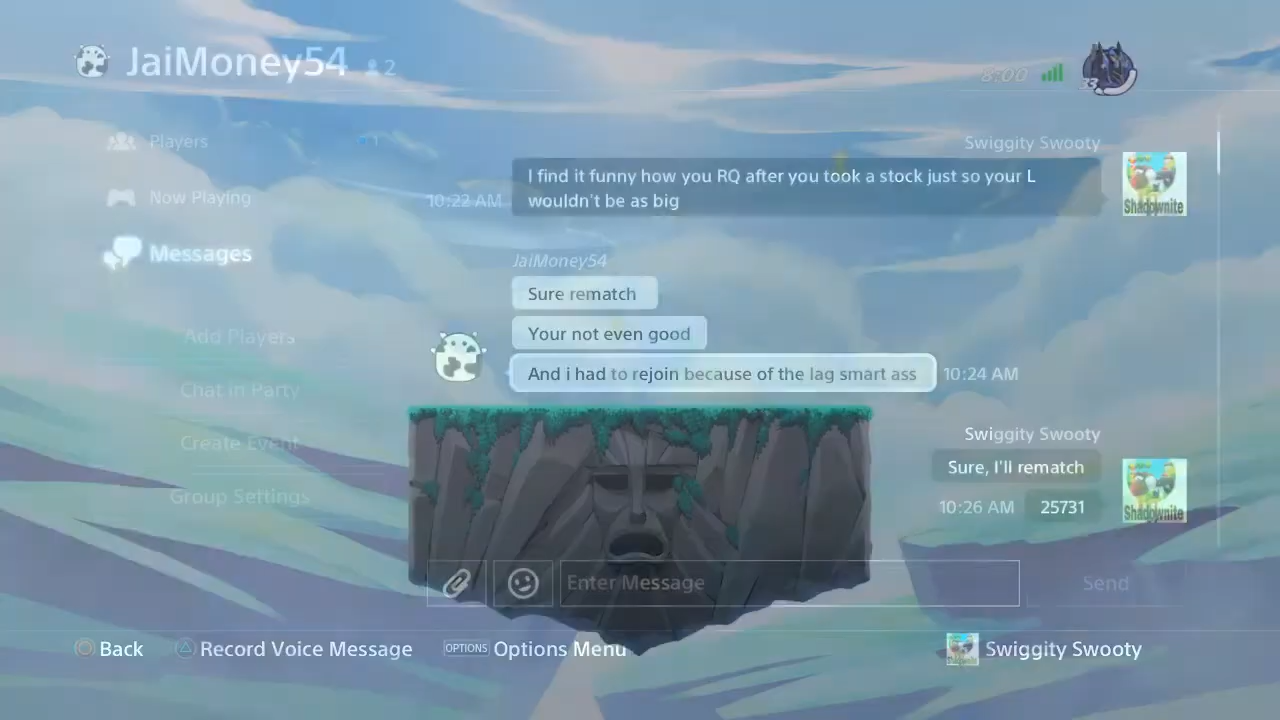 JaiMoney54 2
8:00
33
Players 1
Now Playing
Messages
Add Players
Chat in Party
Create Event
Group Settings
Swiggity Swooty
I find it funny how you RQ after you took a stock just so your L
wouldn't be as big
10:22 AM
Shadownite
JaiMoney54
Sure rematch
Your not even good
And i had to rejoin because of the lag smart ass
10:24 AM
Swiggity Swooty
Sure, I'll rematch
10:26 AM
25731
Shadownite
Enter Message
Send
Back
Record Voice Message
OPTIONS Options Menu
Swiggity Swooty